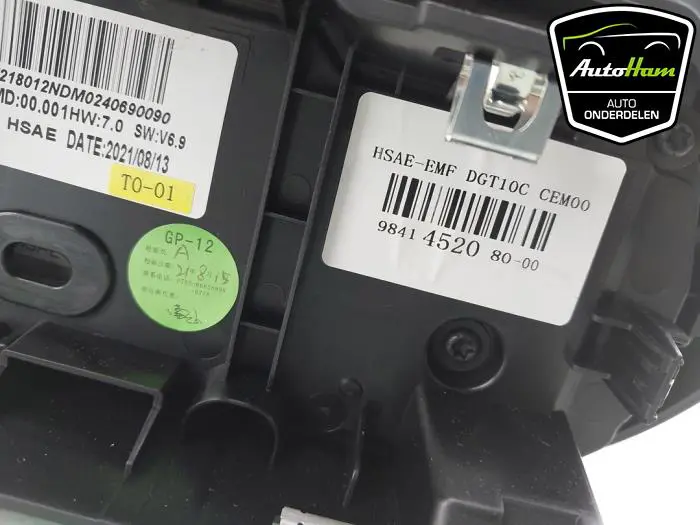 218012NDM0240690090
MD:00.001HW:7.0 SW:V6.9
HSAE DATE:2021/08/13
TO-01
GP-12
A
HSAE-EMF DGT10C CEM00
9841 4520 80-00
AutoHam
AUTO
ONDERDELEN